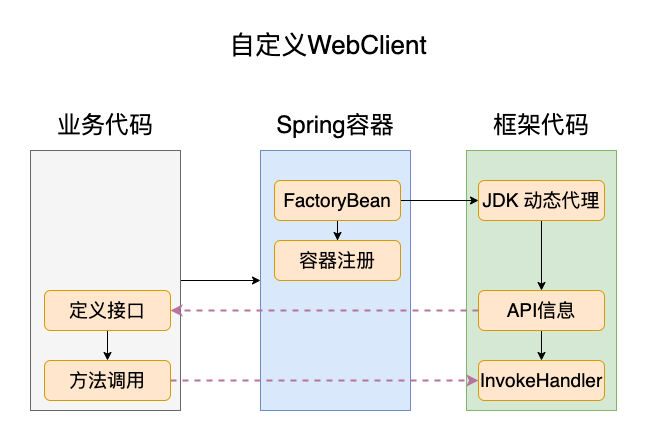 自定义WebClient
业务代码
Spring容器
框架代码
FactoryBean
JDK 动态代理
容器注册
定义接口
API信息
方法调用
InvokeHandler